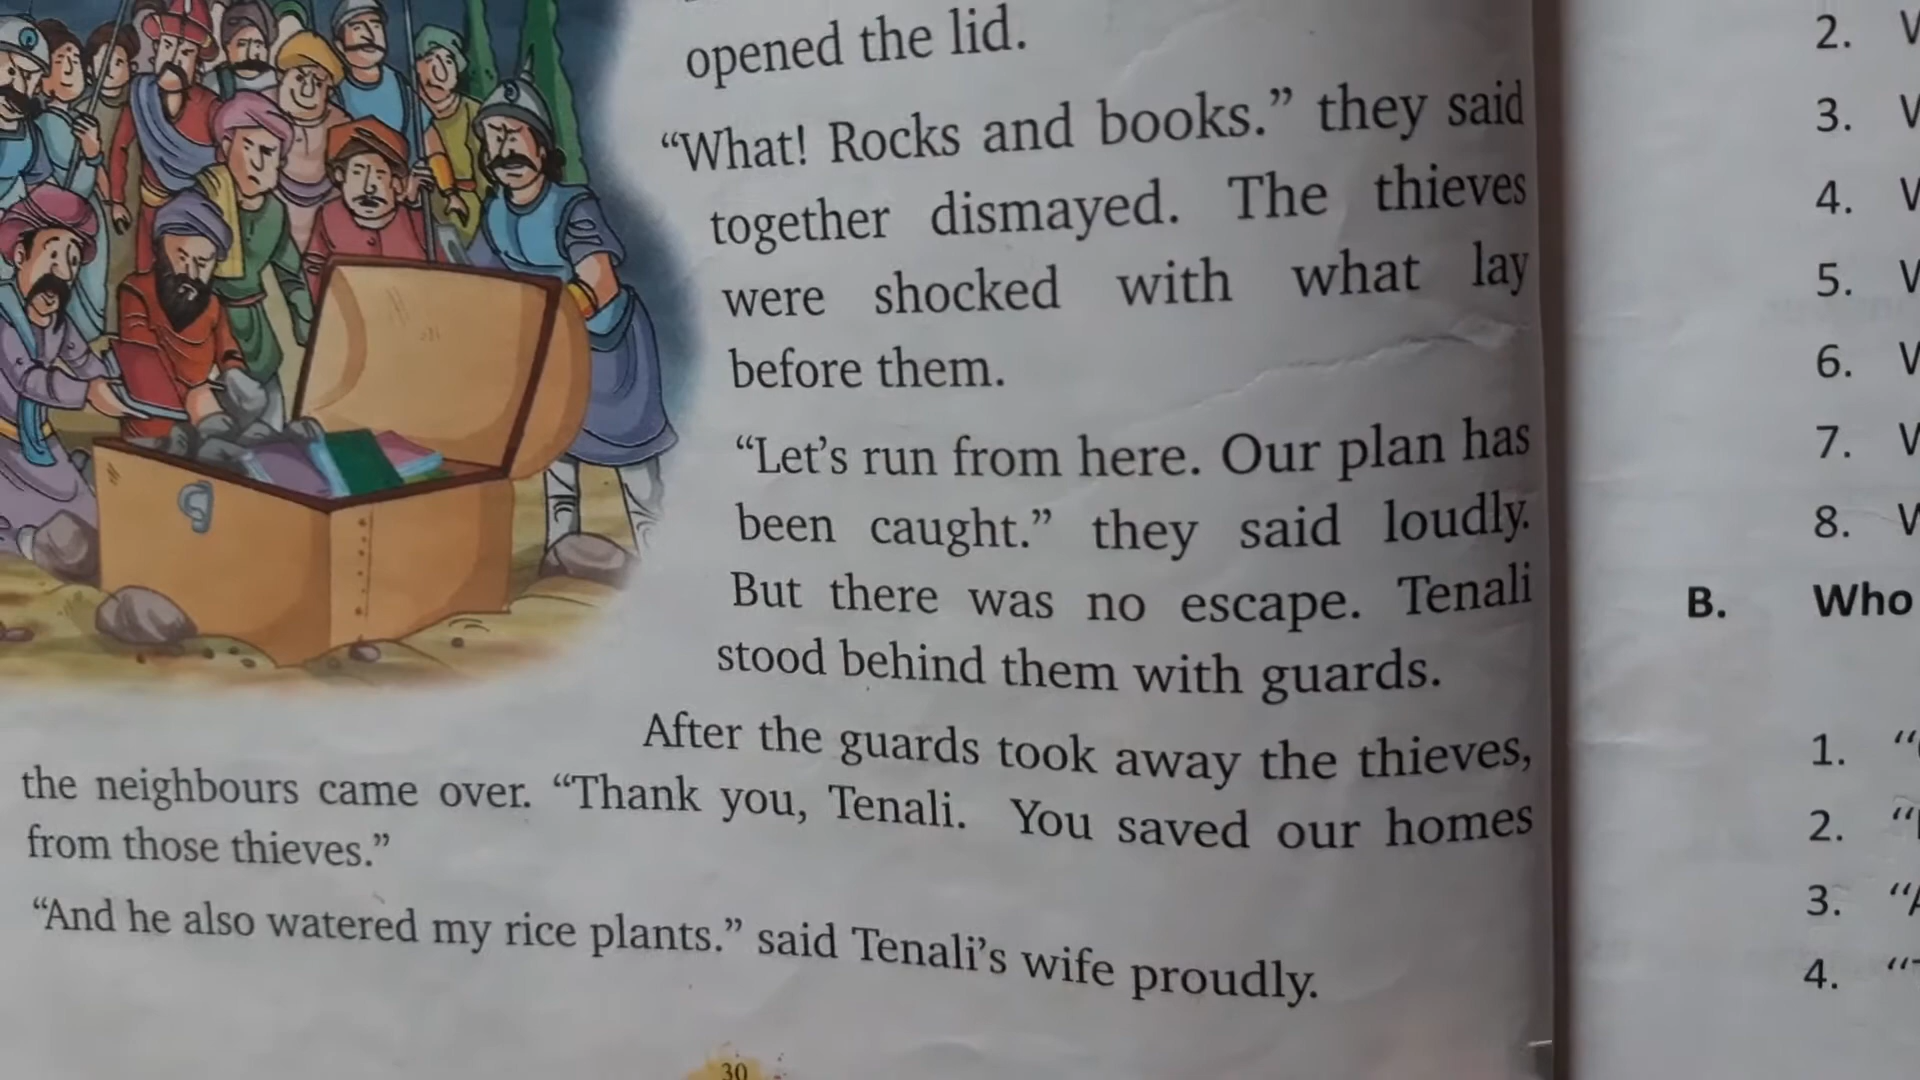 opened the lid.
“What! Rocks and books.” they said
together dismayed. The thieves
were shocked with what lay
before them.
“Let’s run from here. Our plan has
been caught.” they said loudly.
But there was no escape. Tenali
stood behind them with guards.
After the guards took away the thieves,
the neighbours came over. “Thank you, Tenali. You saved our homes
from those thieves.”
“And he also watered my rice plants.” said Tenali’s wife proudly.
30
2.
3.
4.
5.
6.
7.
8.
B. Who
1. “
2. “
3. “
4. “